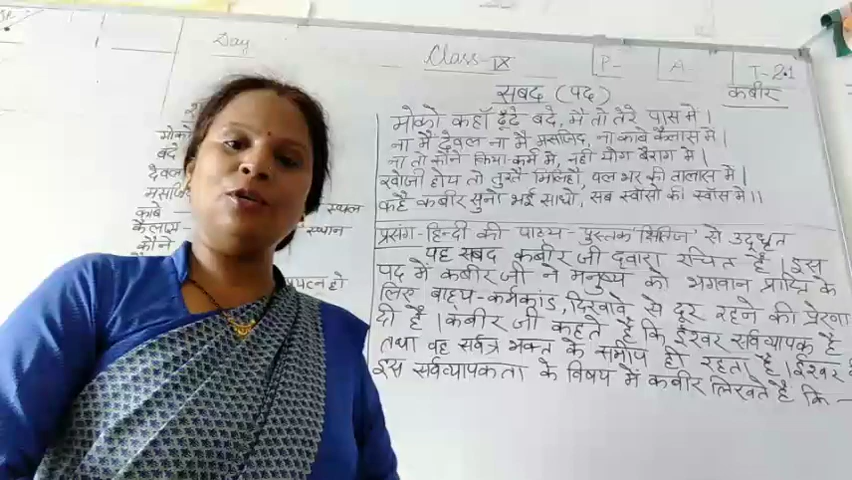 Day
Class-IX
P-
A-
T-21
सबद (पद)
कबीर
मोको कहाँ ढूंढे बंदे, मैं तो तेरे पास में।
ना मैं देवल ना मैं मसजिद, ना काबे कैलास में।
ना तो कौने क्रिया-कर्म में, नहीं योग बैराग में।
खोजी होय तो तुरतै मिलिहौं, पल भर की तालास में।
कहैं कबीर सुनो भई साधो, सब स्वाँसों की स्वाँस में।।
मोको
बंदे
देवल
मसजि
काबे
स्थल
कैलास-
स्थान
कौने
प्रसंग-हिन्दी की पाठ्य-पुस्तक 'क्षितिज' से उद्धृत
यह सबद कबीर जी द्वारा रचित है। इस
पद में कबीर जी ने मनुष्य को भगवान प्राप्ति के
लिए बाह्य-कर्मकांड, दिखावे से दूर रहने की प्रेरणा
दी है। कबीर जी कहते हैं कि ईश्वर सर्वव्यापक है
तथा वह सर्वत्र भक्त के समीप ही रहता है। ईश्वर
इस सर्वव्यापकता के विषय में कबीर लिखते हैं कि —